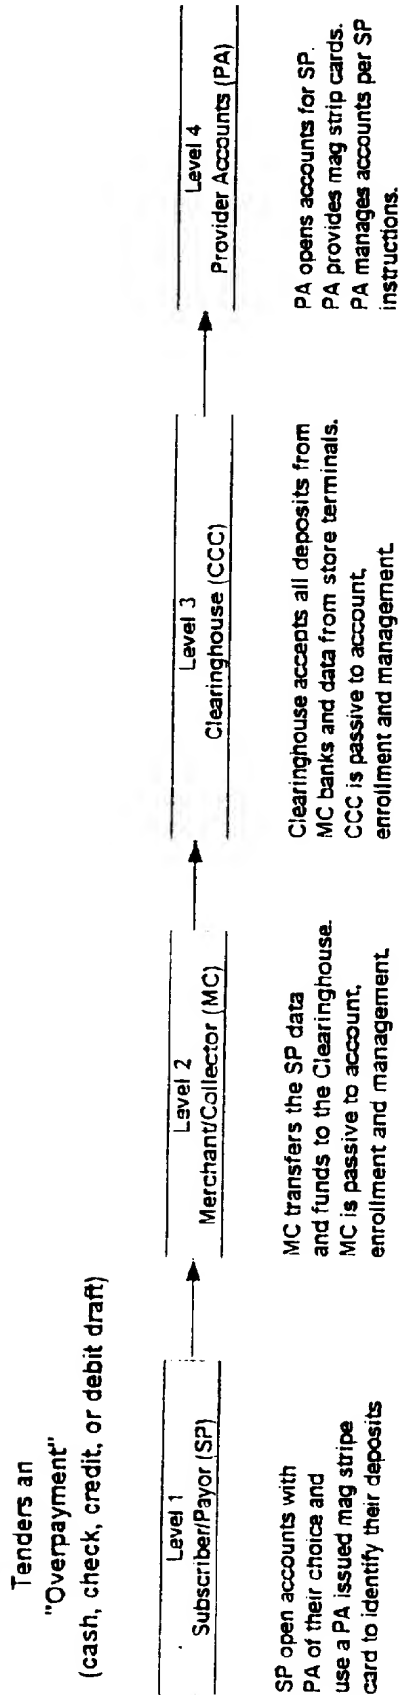 Tenders an
"Overpayment"
(cash, check, credit, or debit draft)
Level 1
Subscriber/Payor (SP)
SP open accounts with
PA of their choice and
use a PA issued mag stripe
card to identify their deposits
Level 2
Merchant/Collector (MC)
MC transfers the SP data
and funds to the Clearinghouse.
MC is passive to account,
enrollment and management.
Level 3
Clearinghouse (CCC)
Clearinghouse accepts all deposits from
MC banks and data from store terminals.
CCC is passive to account,
enrollment and management.
Level 4
Provider Accounts (PA)
PA opens accounts for SP.
PA provides mag strip cards.
PA manages accounts per SP
instructions.